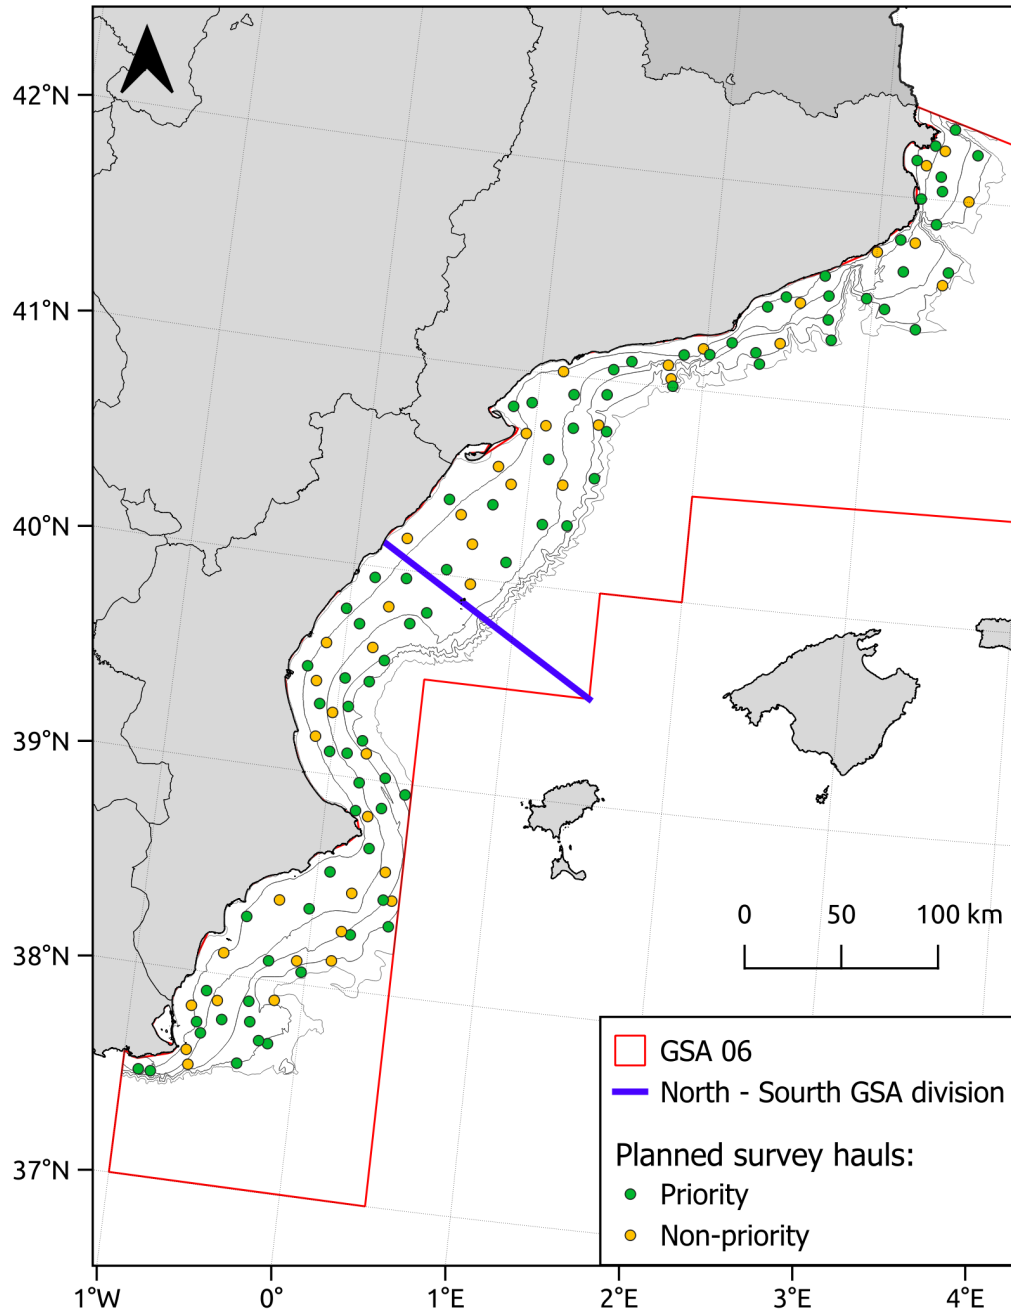 42°N
41°N
40°N
39°N
38°N
37°N
0 50 100 km
GSA 06
North - Sourth GSA division
Planned survey hauls:
Priority
Non-priority
1°W 0° 1°E 2°E 3°E 4°E